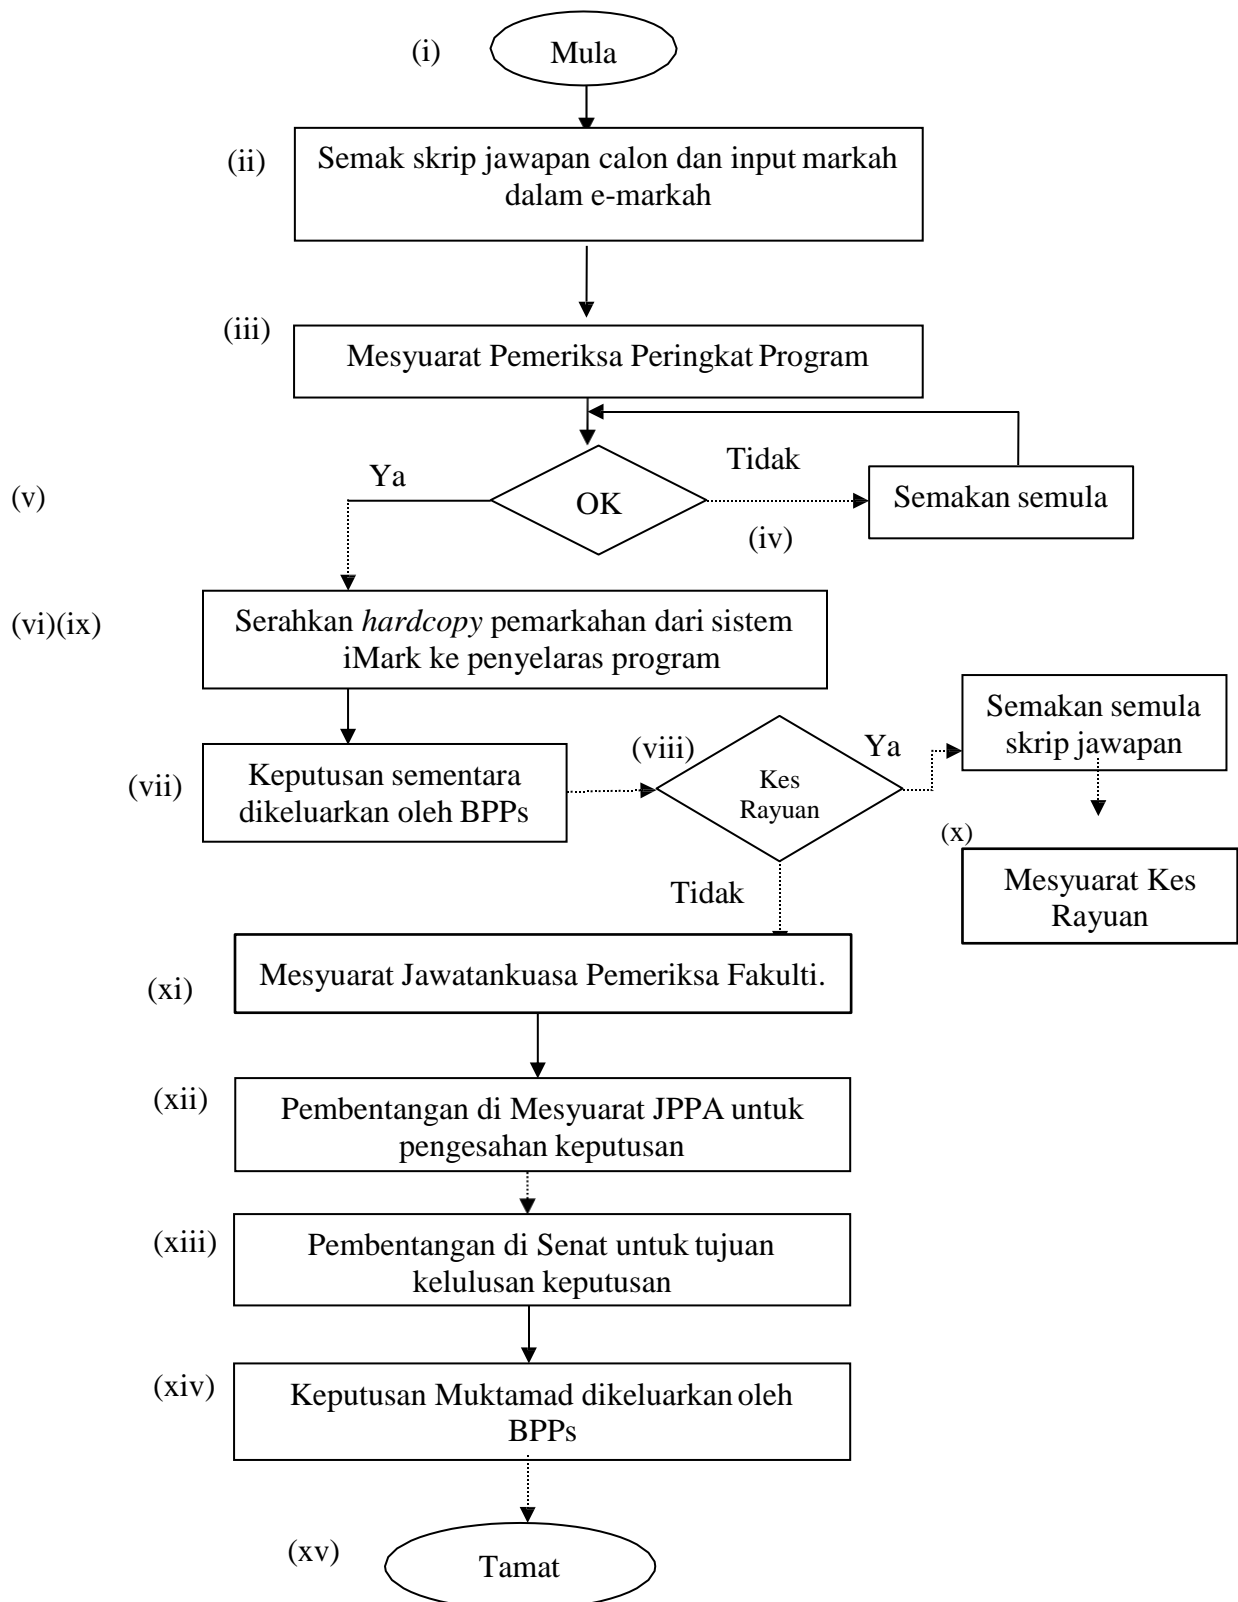 (i)
Mula
(ii)
Semak skrip jawapan calon dan input markah
dalam e-markah
(iii)
Mesyuarat Pemeriksa Peringkat Program
Ya
Tidak
(v)
OK
Semakan semula
(iv)
(vi)(ix)
Serahkan hardcopy pemarkahan dari sistem
iMark ke penyelaras program
Semakan semula
skrip jawapan
(vii)
Keputusan sementara
dikeluarkan oleh BPPs
(viii)
Ya
Kes
Rayuan
(x)
Mesyuarat Kes
Rayuan
Tidak
(xi)
Mesyuarat Jawatankuasa Pemeriksa Fakulti.
(xii)
Pembentangan di Mesyuarat JPPA untuk
pengesahan keputusan
(xiii)
Pembentangan di Senat untuk tujuan
kelulusan keputusan
(xiv)
Keputusan Muktamad dikeluarkan oleh
BPPs
(xv)
Tamat